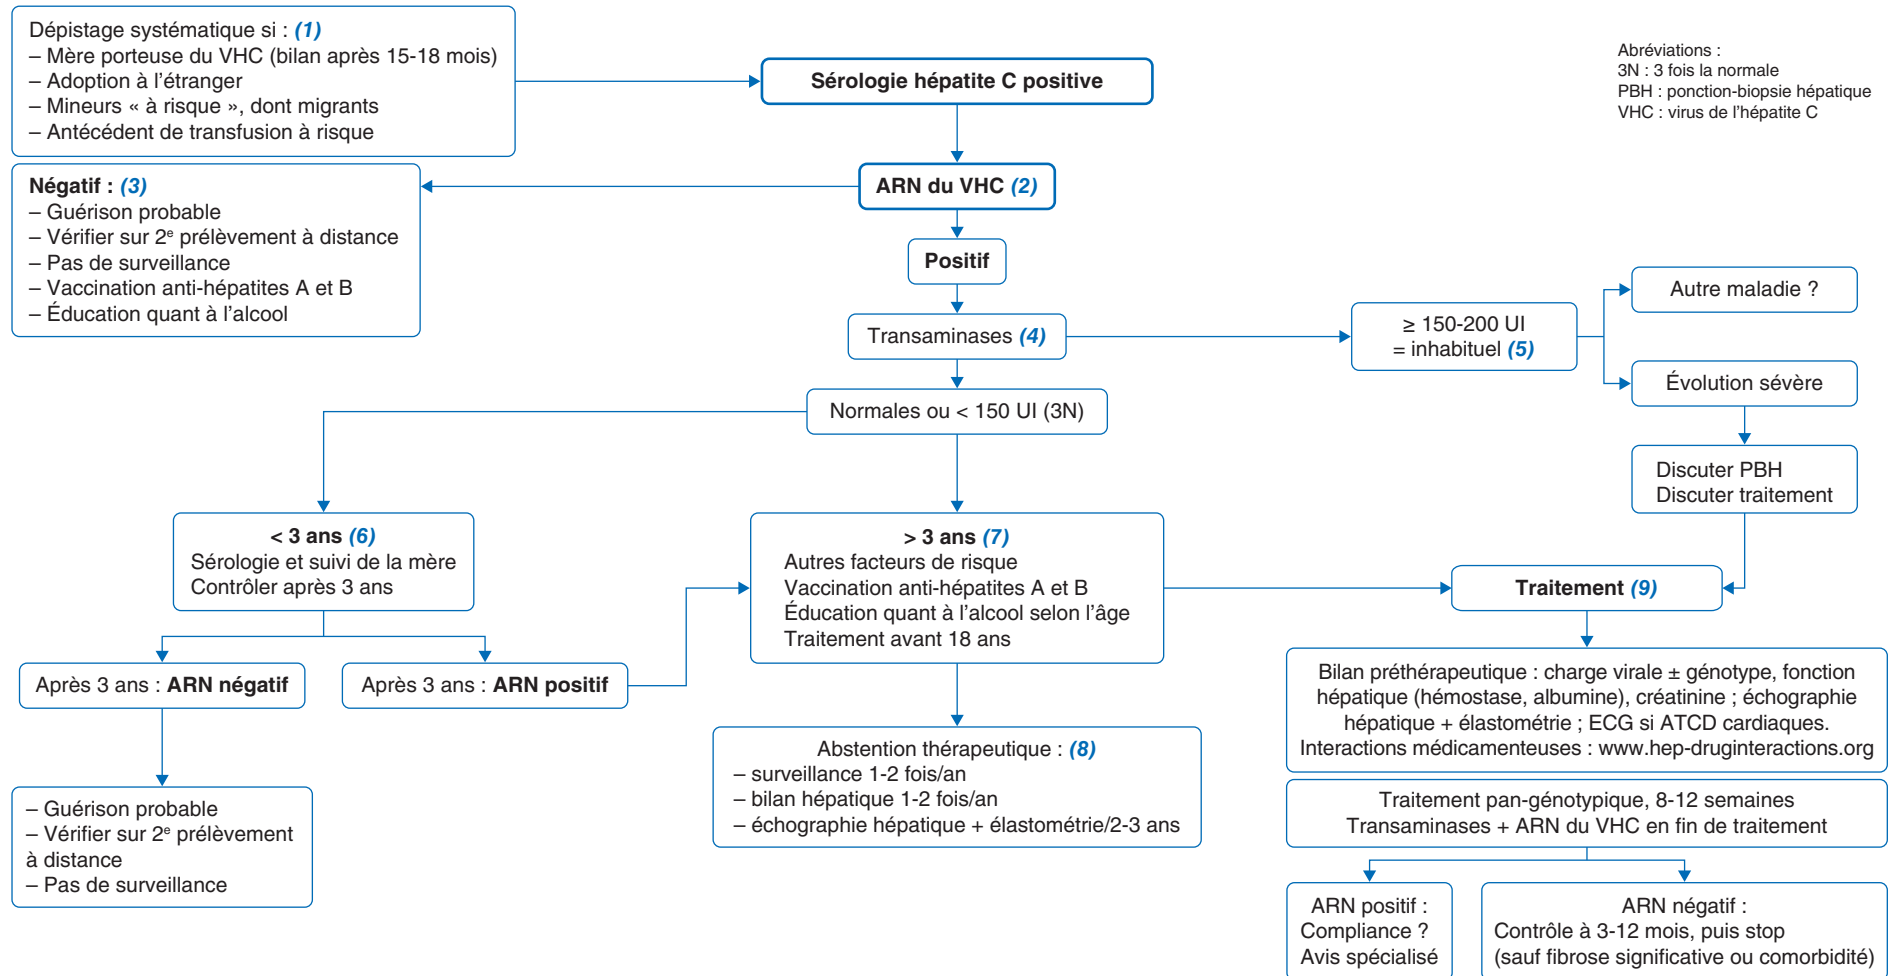 Dépistage systématique si : (1)
– Mère porteuse du VHC (bilan après 15-18 mois)
– Adoption à l'étranger
– Mineurs « à risque », dont migrants
– Antécédent de transfusion à risque
Sérologie hépatite C positive
Abréviations :
3N : 3 fois la normale
PBH : ponction-biopsie hépatique
VHC : virus de l'hépatite C
Négatif : (3)
– Guérison probable
– Vérifier sur 2e prélèvement à distance
– Pas de surveillance
– Vaccination anti-hépatites A et B
– Éducation quant à l'alcool
ARN du VHC (2)
Positif
Transaminases (4)
≥ 150-200 UI
= inhabituel (5)
Autre maladie ?
Évolution sévère
Discuter PBH
Discuter traitement
Normales ou < 150 UI (3N)
< 3 ans (6)
Sérologie et suivi de la mère
Contrôler après 3 ans
> 3 ans (7)
Autres facteurs de risque
Vaccination anti-hépatites A et B
Éducation quant à l'alcool selon l'âge
Traitement avant 18 ans
Traitement (9)
Après 3 ans : ARN négatif
Après 3 ans : ARN positif
– Guérison probable
– Vérifier sur 2e prélèvement
à distance
– Pas de surveillance
Abstention thérapeutique : (8)
– surveillance 1-2 fois/an
– bilan hépatique 1-2 fois/an
– échographie hépatique + élastométrie/2-3 ans
Bilan préthérapeutique : charge virale ± génotype, fonction
hépatique (hémostase, albumine), créatinine ; échographie
hépatique + élastométrie ; ECG si ATCD cardiaques.
Interactions médicamenteuses : www.hep-druginteractions.org
Traitement pan-génotypique, 8-12 semaines
Transaminases + ARN du VHC en fin de traitement
ARN positif :
Compliance ?
Avis spécialisé
ARN négatif :
Contrôle à 3-12 mois, puis stop
(sauf fibrose significative ou comorbidité)